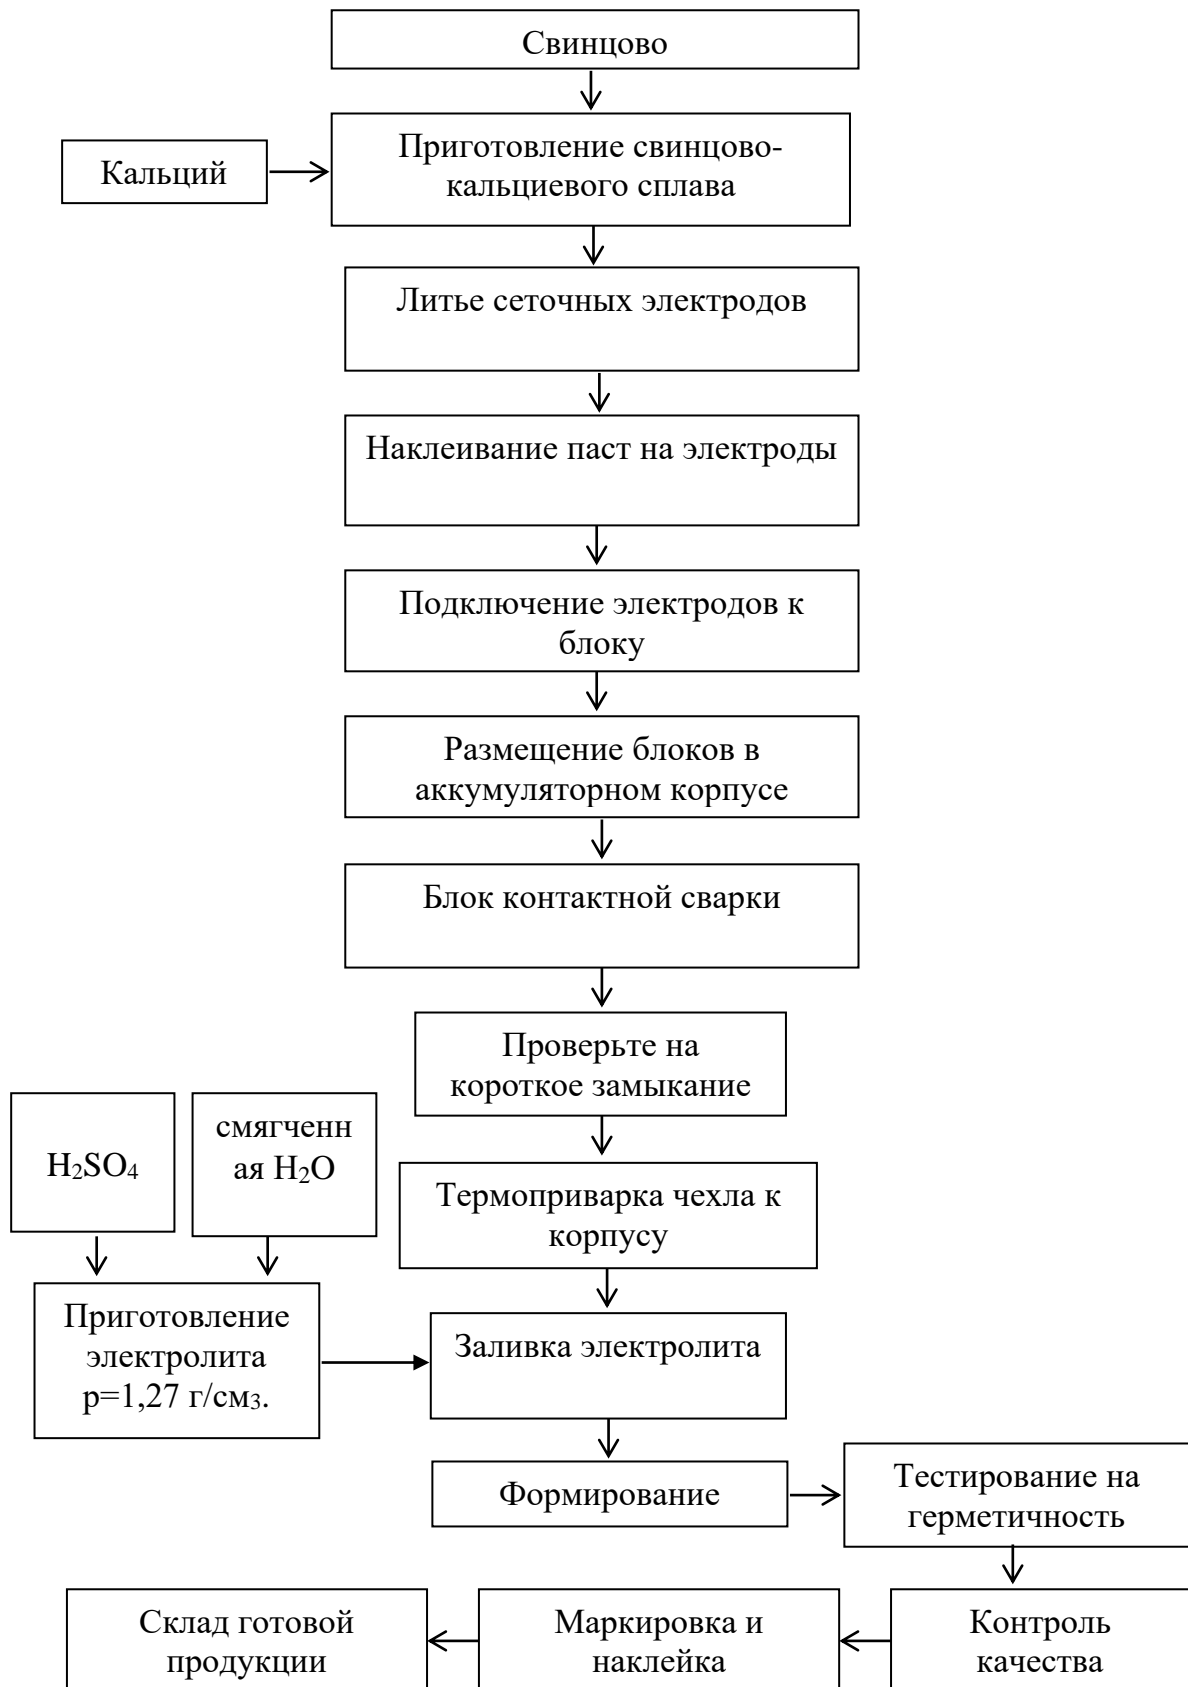 Свинцово
Приготовление свинцово-
кальциевого сплава
Кальций
Литье сеточных электродов
Наклеивание паст на электроды
Подключение электродов к
блоку
Размещение блоков в
аккумуляторном корпусе
Блок контактной сварки
Проверьте на
короткое замыкание
H₂SO₄
смягченн
ая H₂O
Термоприварка чехла к
корпусу
Приготовление
электролита
p=1,27 г/см₃.
Заливка электролита
Формирование
Тестирование на
герметичность
Контроль
качества
Маркировка и
наклейка
Склад готовой
продукции